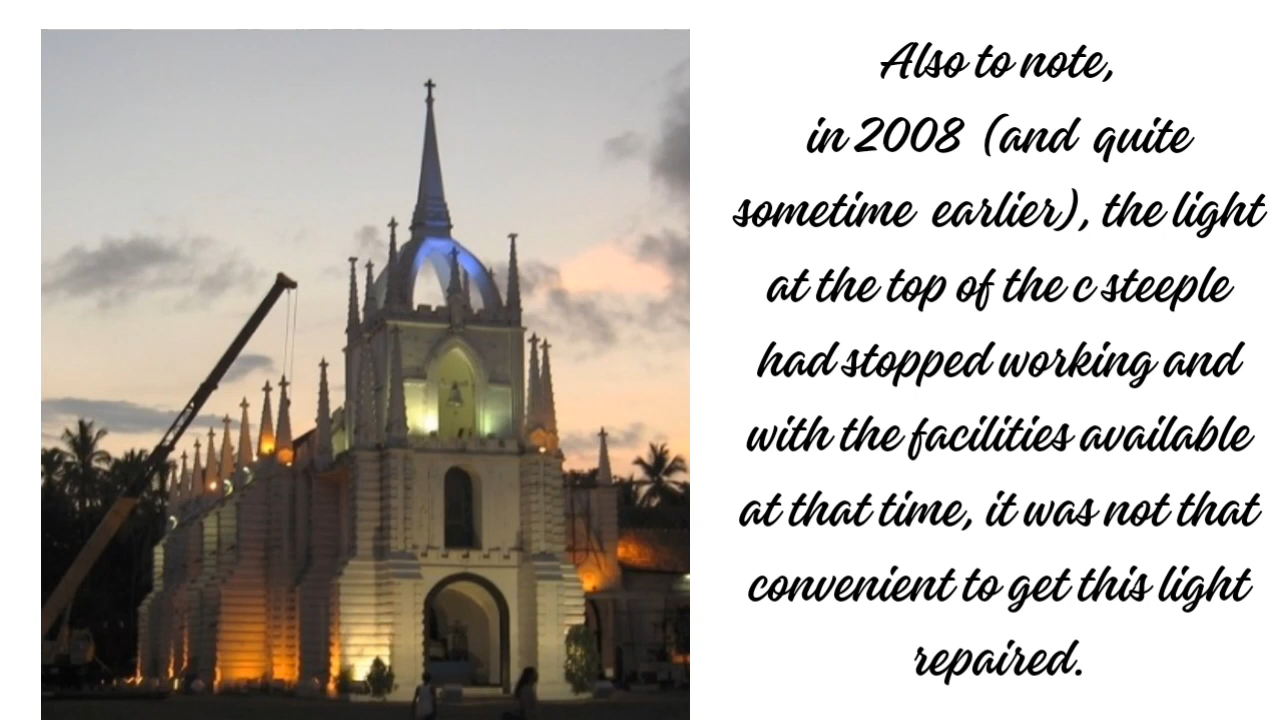 Also to note,
in 2008 (and quite
sometime earlier), the light
at the top of the c steeple
had stopped working and
with the facilities available
at that time, it was not that
convenient to get this light
repaired.